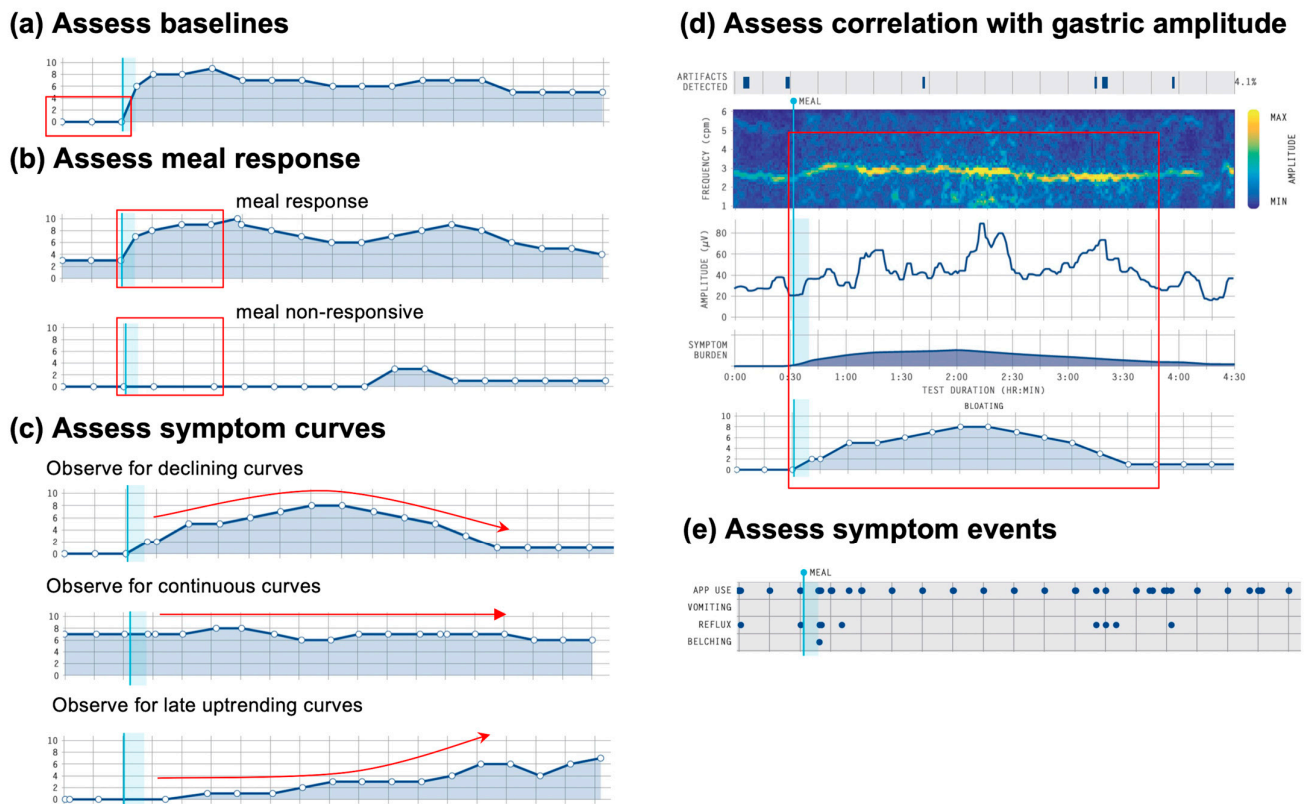 (a) Assess baselines
10
8
6
4
2
0
(b) Assess meal response
meal response
10
8
6
4
2
0
meal non-responsive
10
8
6
4
2
0
(c) Assess symptom curves
Observe for declining curves
10
8
6
4
2
0
Observe for continuous curves
10
8
6
4
2
0
Observe for late uptrending curves
10
8
6
4
2
0
(d) Assess correlation with gastric amplitude
ARTIFACTS
DETECTED
4.1%
MEAL
FREQUENCY (cpm)
6
5
4
3
2
1
MAX
MIN
AMPLITUDE
AMPLITUDE (µV)
80
60
40
20
0
SYMPTOM
BURDEN
0:00 0:30 1:00 1:30 2:00 2:30 3:00 3:30 4:00 4:30
TEST DURATION (HR:MIN)
BLOATING
10
8
6
4
2
0
(e) Assess symptom events
MEAL
APP USE
VOMITING
REFLUX
BELCHING